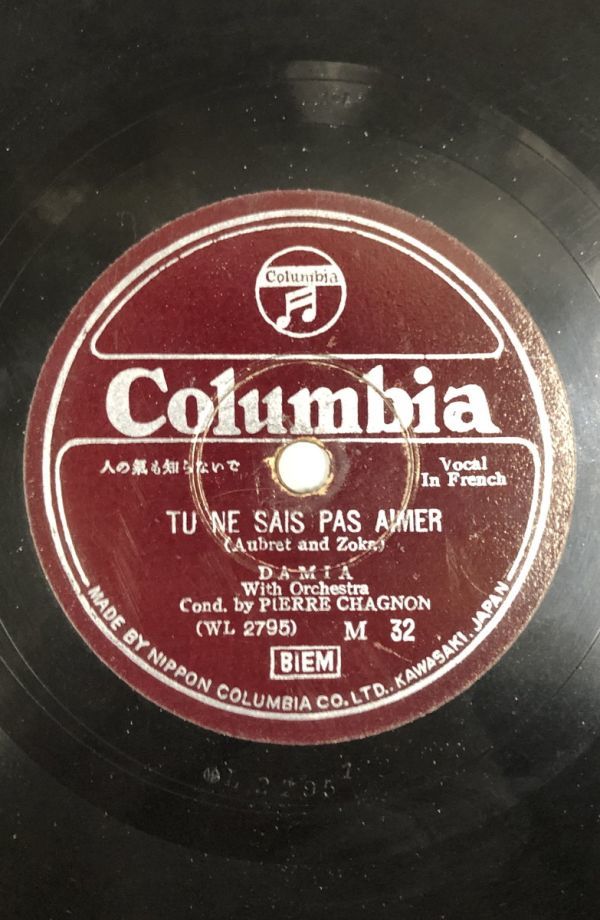 Columbia
Columbia
人の氣も知らないで
Vocal
In French
TU NE SAIS PAS AIMER
(Aubret and Zoka)
DAMIA
With Orchestra
Cond. by PIERRE CHAGNON
(WL 2795) M 32
BIEM
MADE BY NIPPON COLUMBIA CO. LTD., KAWASAKI, JAPAN
L 2795